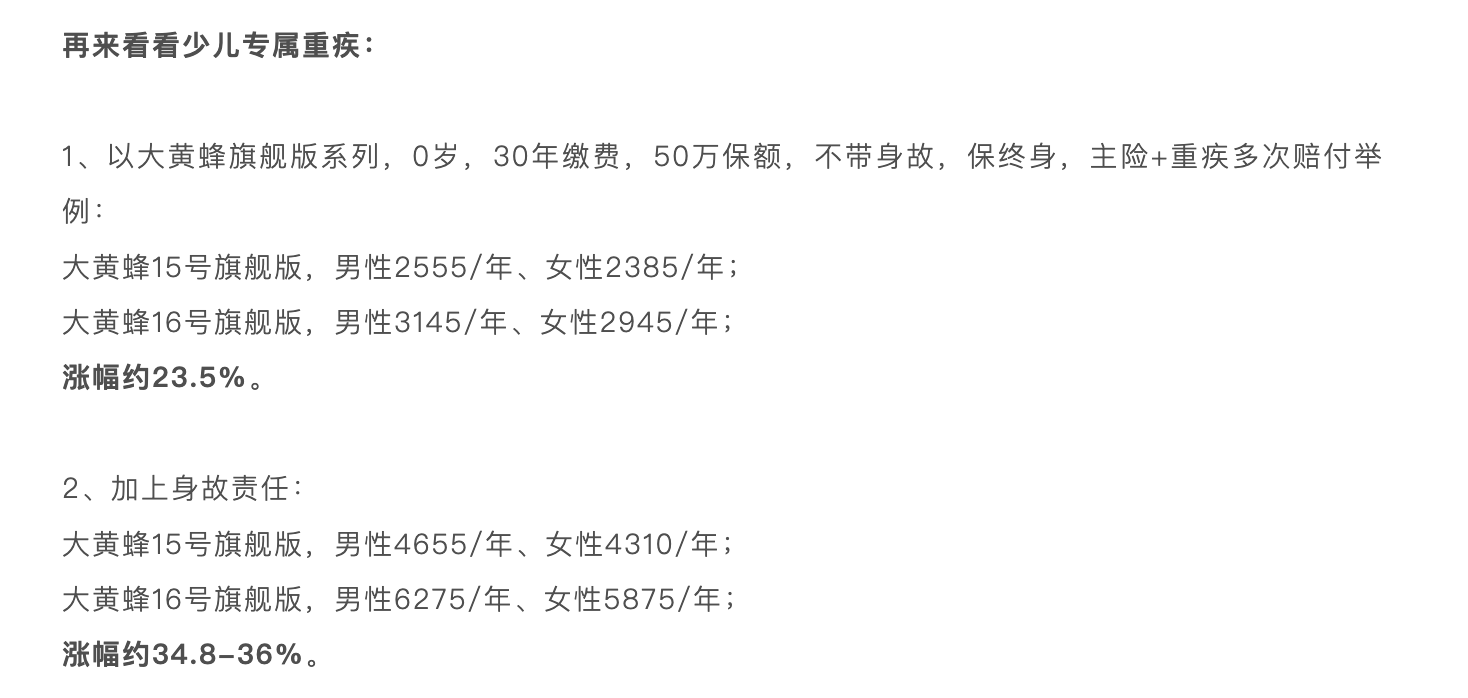 再来看看少儿专属重疾：
1、以大黄蜂旗舰版系列，0岁，30年缴费，50万保额，不带身故，保终身，主险+重疾多次赔付举
例：
大黄蜂15号旗舰版，男性2555/年、女性2385/年；
大黄蜂16号旗舰版，男性3145/年、女性2945/年；
涨幅约23.5%。
2、加上身故责任：
大黄蜂15号旗舰版，男性4655/年、女性4310/年；
大黄蜂16号旗舰版，男性6275/年、女性5875/年；
涨幅约34.8–36%。